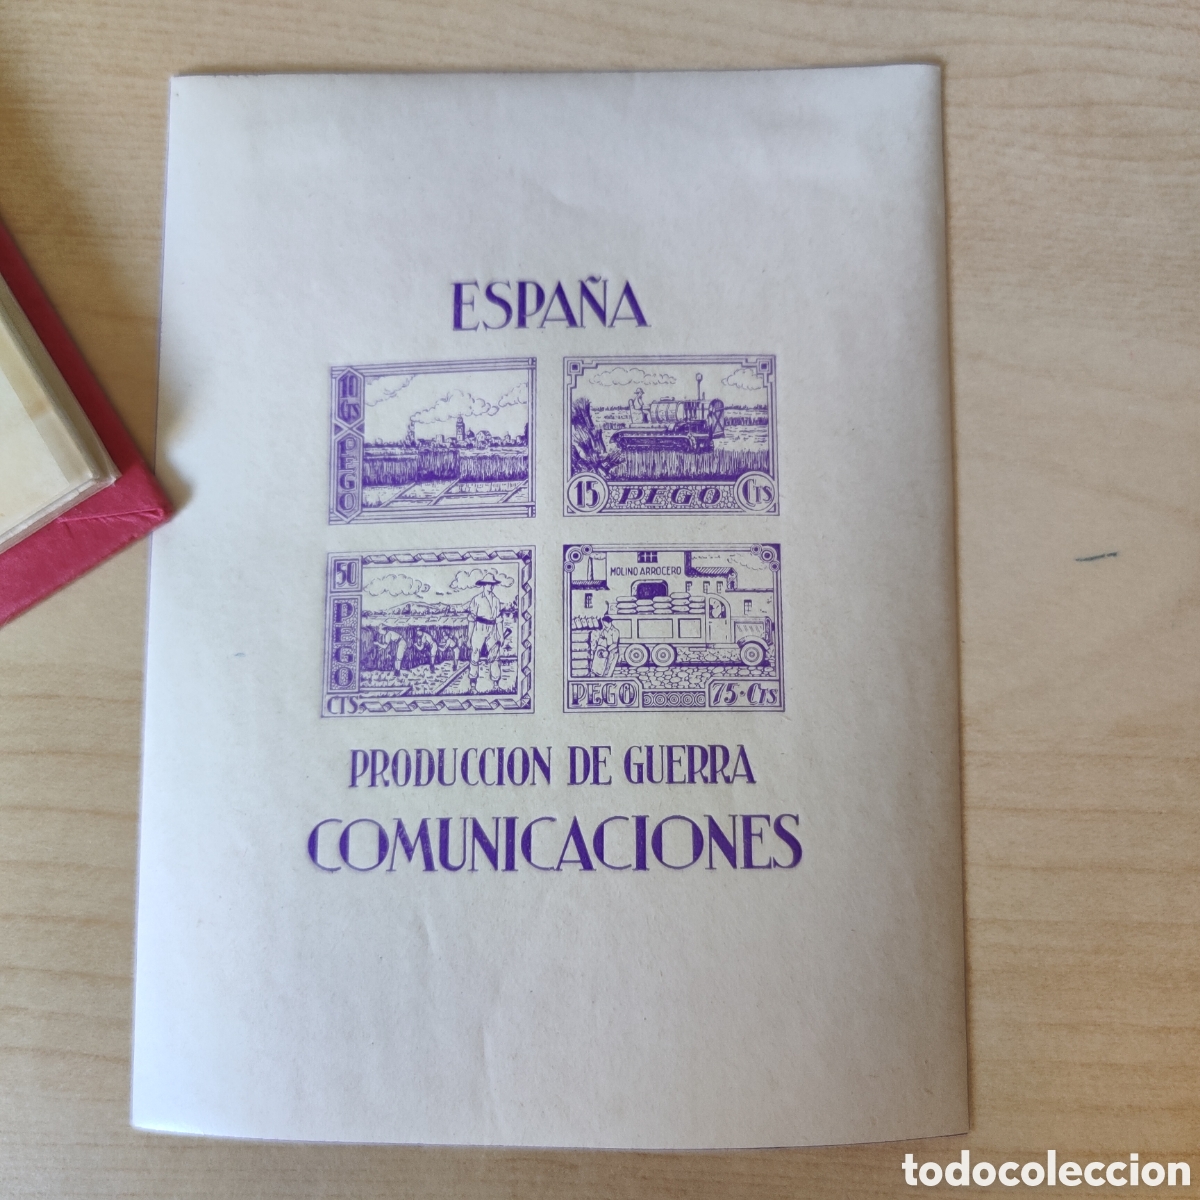 ESPAÑA
10 Cts PEGO
15 PEGO Cts
50 PEGO CTS
MOLINO ARROCERO
PEGO 75·Cts
PRODUCCION DE GUERRA
COMUNICACIONES
todocoleccion